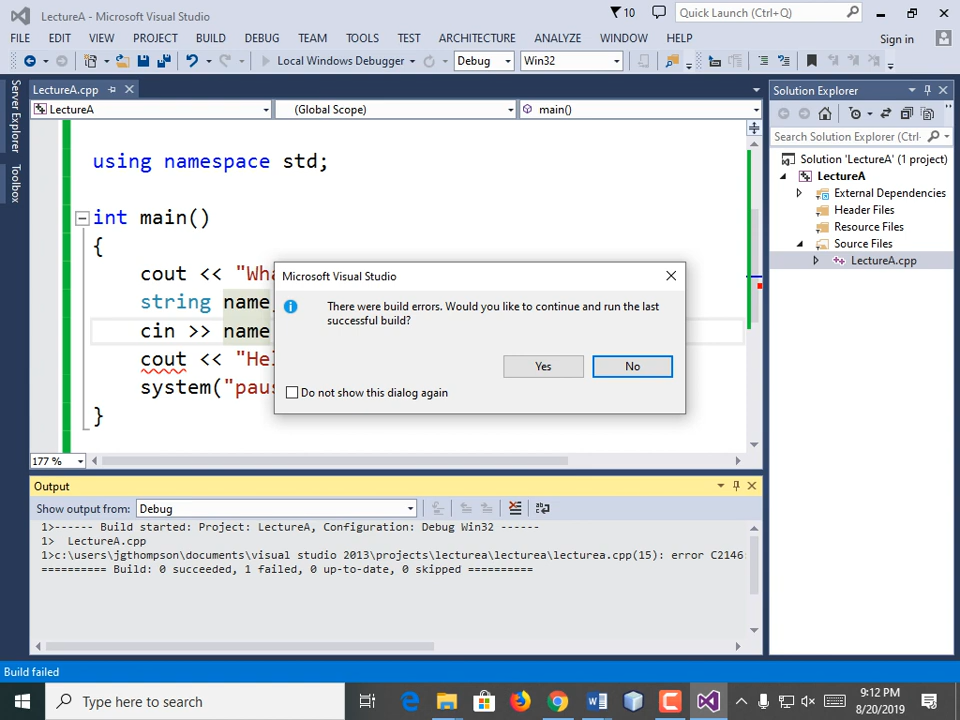 LectureA - Microsoft Visual Studio
10
Quick Launch (Ctrl+Q)
FILE EDIT VIEW PROJECT BUILD DEBUG TEAM TOOLS TEST ARCHITECTURE ANALYZE WINDOW HELP
Sign in
Local Windows Debugger Debug Win32
Server Explorer
Toolbox
LectureA.cpp
LectureA (Global Scope) main()
using namespace std;
int main()
{
cout << "Wha
string name
cin >> name
cout << "Hel
system("paus
}
177 %
Microsoft Visual Studio
There were build errors. Would you like to continue and run the last
successful build?
Yes No
Do not show this dialog again
Solution Explorer
Search Solution Explorer (Ctrl+
Solution 'LectureA' (1 project)
LectureA
External Dependencies
Header Files
Resource Files
Source Files
LectureA.cpp
Output
Show output from: Debug
1>------ Build started: Project: LectureA, Configuration: Debug Win32 ------
1> LectureA.cpp
1>c:\users\jgthompson\documents\visual studio 2013\projects\lecturea\lecturea\lecturea.cpp(15): error C2146:
========== Build: 0 succeeded, 1 failed, 0 up-to-date, 0 skipped ==========
Build failed
Type here to search
9:12 PM
8/20/2019